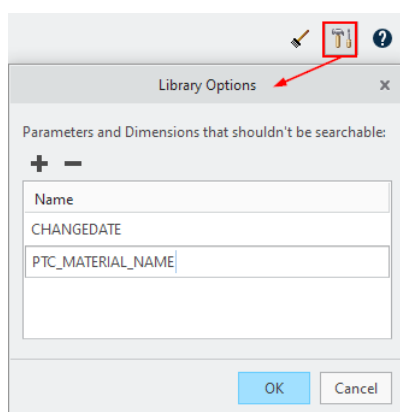 Library Options
Parameters and Dimensions that shouldn't be searchable:
Name
CHANGEDATE
PTC_MATERIAL_NAME
OK Cancel